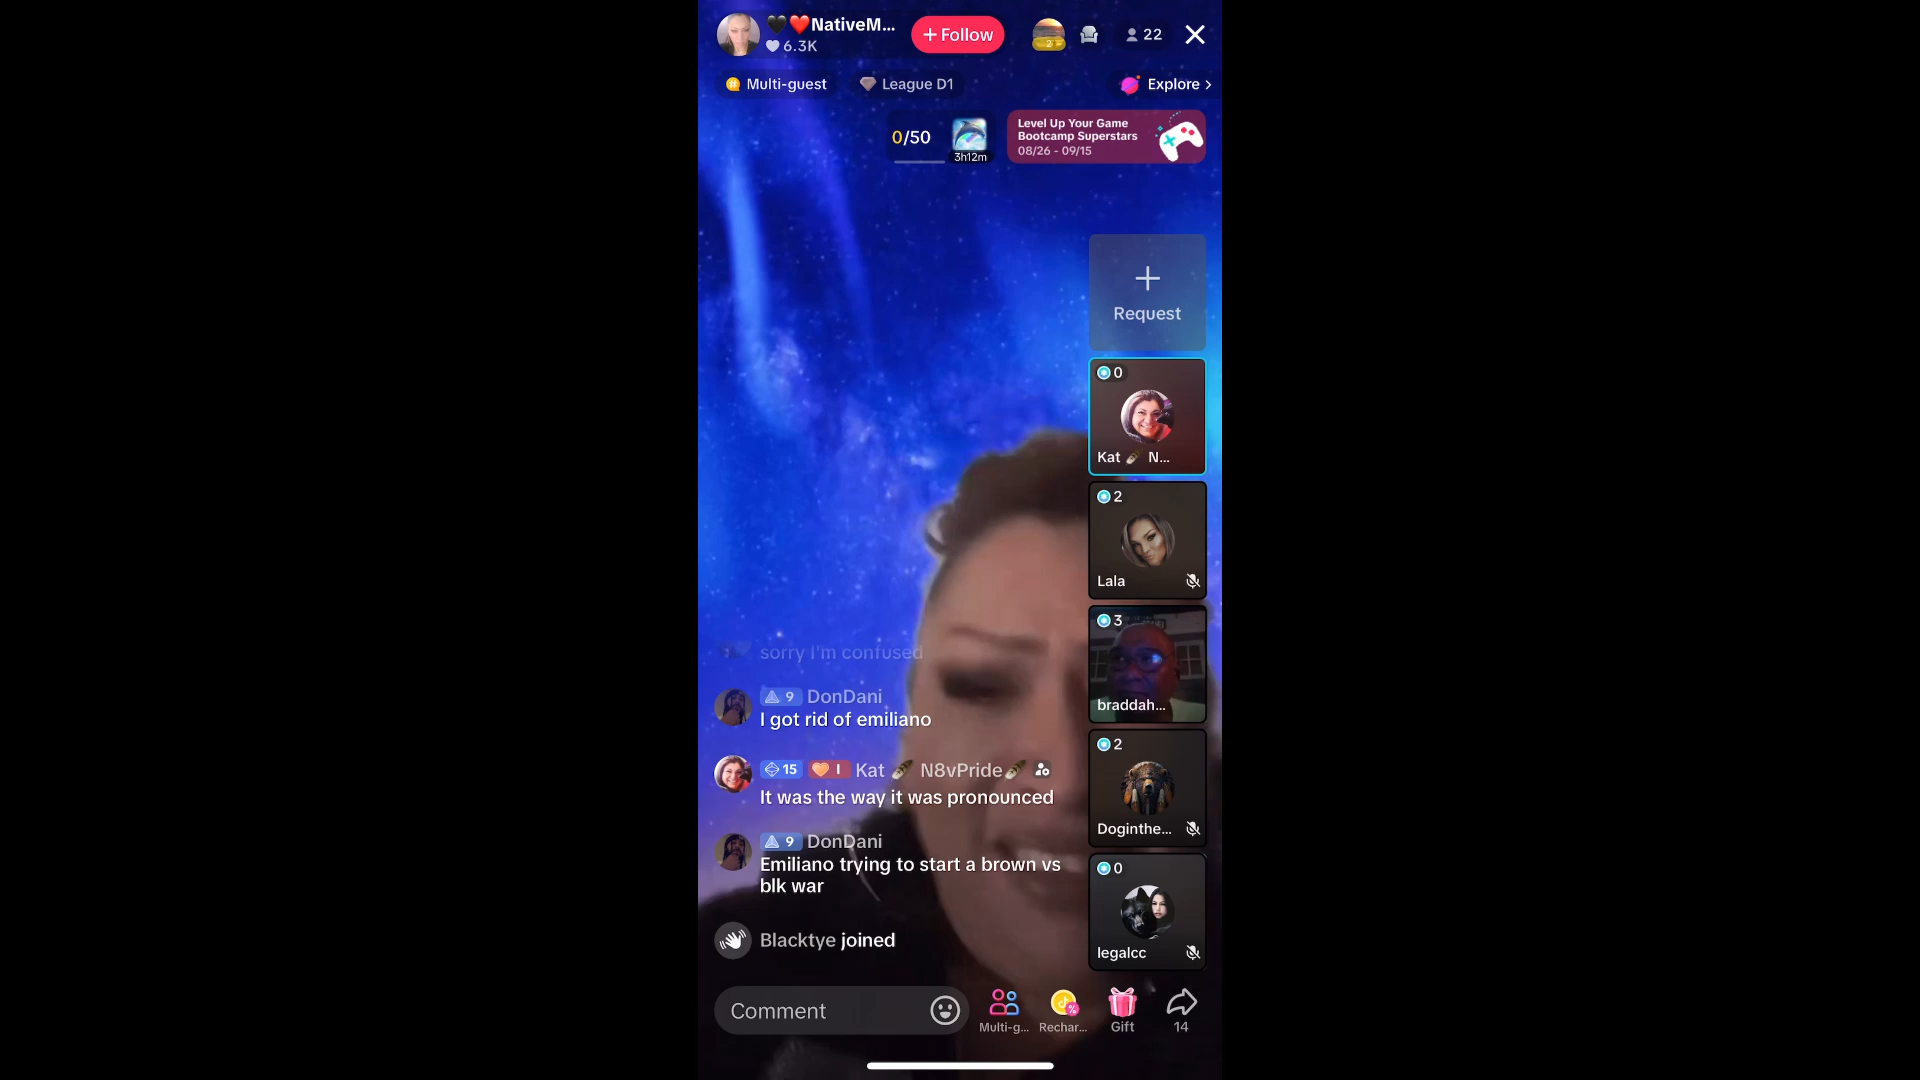 🖤❤️NativeM...
6.3K
+ Follow
2
22
Multi-guest
League D1
Explore >
0/50
3h12m
Level Up Your Game
Bootcamp Superstars
08/26 - 09/15
Request
0
Kat 🪶 N...
2
Lala
3
braddah...
2
Doginthe...
0
legalcc
sorry I'm confused
9 DonDani
I got rid of emiliano
15 I Kat 🪶 N8vPride🪶
It was the way it was pronounced
9 DonDani
Emiliano trying to start a brown vs
blk war
Blacktye joined
Comment
Multi-g...
Rechar...
Gift
14